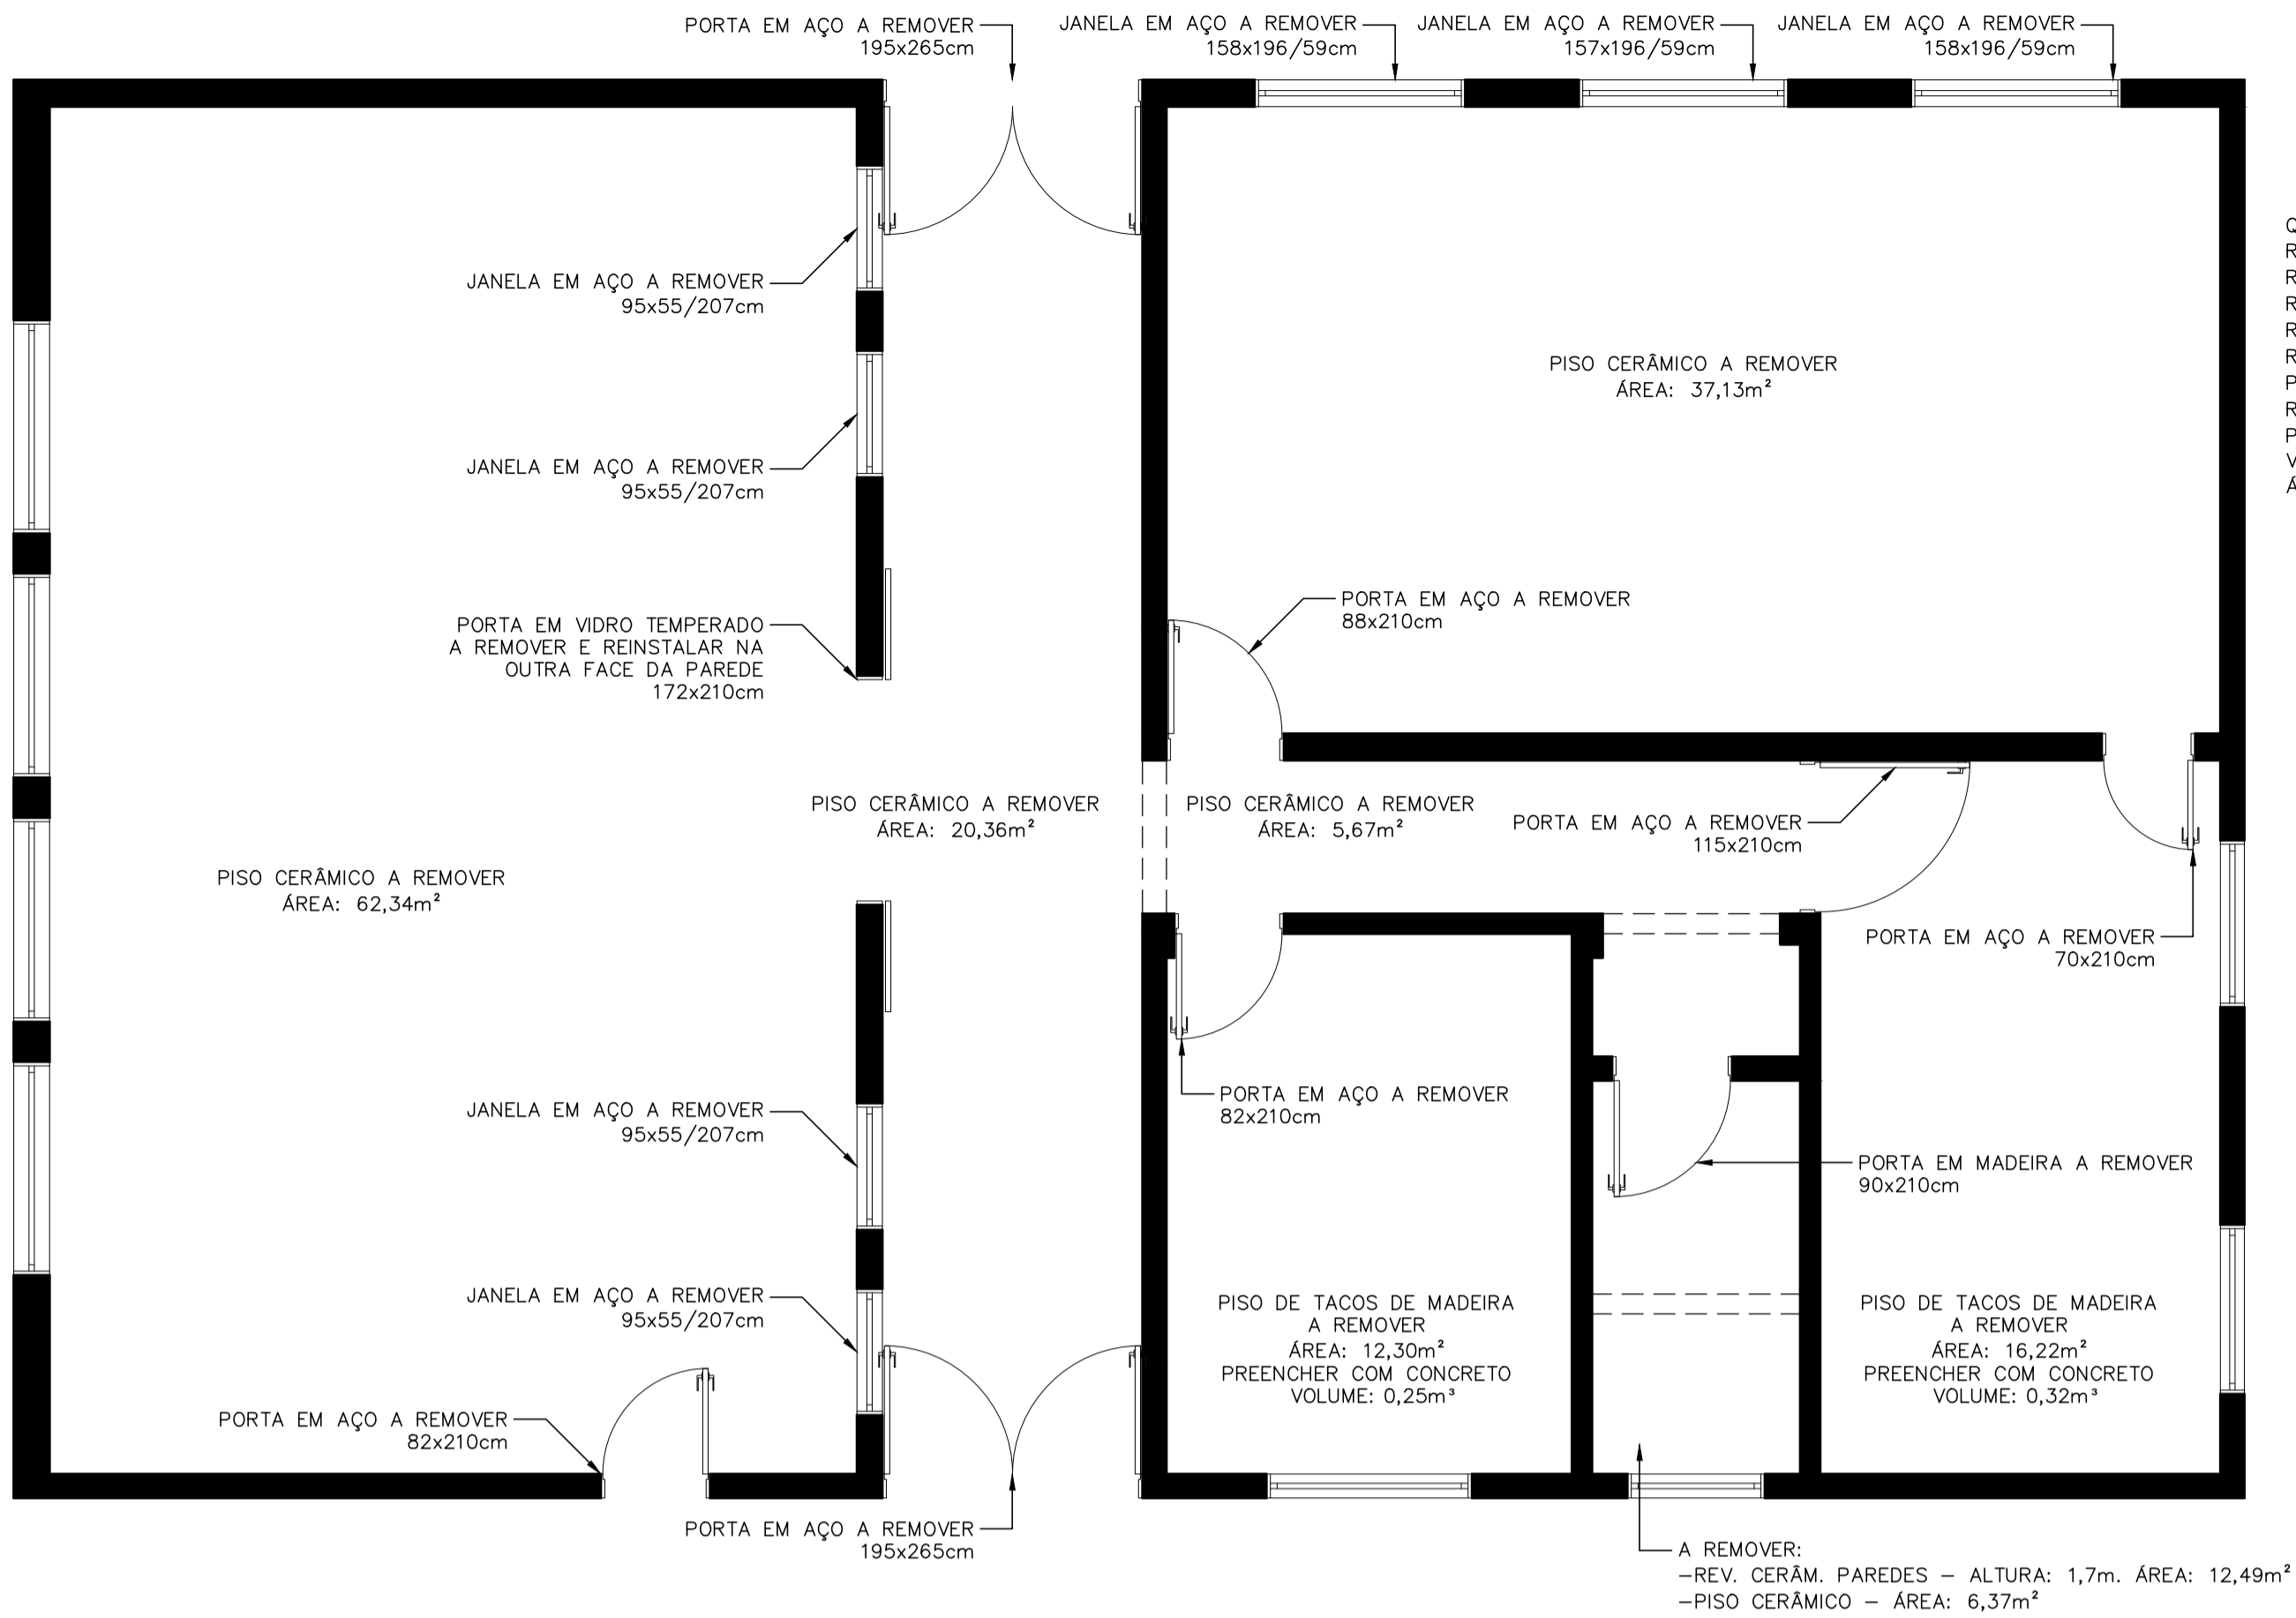 PORTA EM AÇO A REMOVER
195x265cm
JANELA EM AÇO A REMOVER
158x196/59cm
JANELA EM AÇO A REMOVER
157x196/59cm
JANELA EM AÇO A REMOVER
158x196/59cm
JANELA EM AÇO A REMOVER
95x55/207cm
JANELA EM AÇO A REMOVER
95x55/207cm
PISO CERÂMICO A REMOVER
ÁREA: 37,13m²
PORTA EM VIDRO TEMPERADO
A REMOVER E REINSTALAR NA
OUTRA FACE DA PAREDE
172x210cm
PORTA EM AÇO A REMOVER
88x210cm
PISO CERÂMICO A REMOVER
ÁREA: 20,36m²
PISO CERÂMICO A REMOVER
ÁREA: 5,67m²
PORTA EM AÇO A REMOVER
115x210cm
PISO CERÂMICO A REMOVER
ÁREA: 62,34m²
PORTA EM AÇO A REMOVER
70x210cm
JANELA EM AÇO A REMOVER
95x55/207cm
PORTA EM AÇO A REMOVER
82x210cm
PORTA EM MADEIRA A REMOVER
90x210cm
JANELA EM AÇO A REMOVER
95x55/207cm
PISO DE TACOS DE MADEIRA
A REMOVER
ÁREA: 12,30m²
PREENCHER COM CONCRETO
VOLUME: 0,25m³
PISO DE TACOS DE MADEIRA
A REMOVER
ÁREA: 16,22m²
PREENCHER COM CONCRETO
VOLUME: 0,32m³
PORTA EM AÇO A REMOVER
82x210cm
PORTA EM AÇO A REMOVER
195x265cm
A REMOVER:
-REV. CERÂM. PAREDES - ALTURA: 1,7m. ÁREA: 12,49m²
-PISO CERÂMICO - ÁREA: 6,37m²